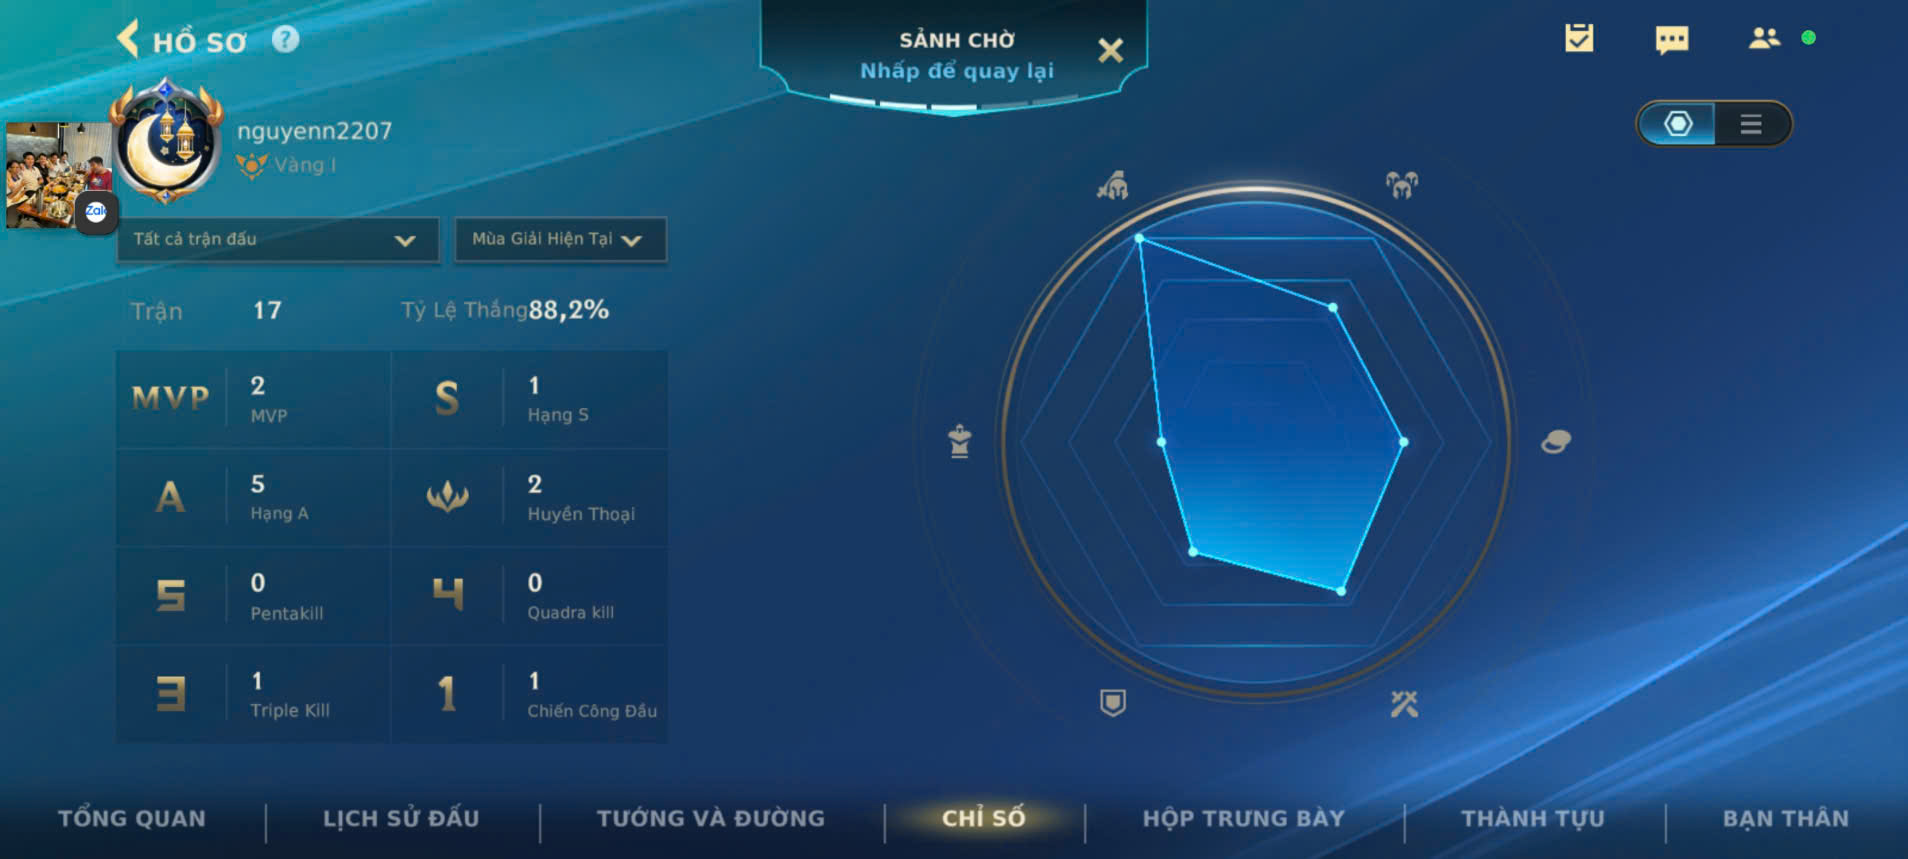 HỒ SƠ ?
SẢNH CHỜ
Nhấp để quay lại
nguyenn2207
Vàng I
Zalo
Tất cả trận đấu
Mùa Giải Hiện Tại
Trận 17 Tỷ Lệ Thắng 88,2%
MVP 2 MVP
S 1 Hạng S
A 5 Hạng A
2 Huyền Thoại
5 0 Pentakill
4 0 Quadra kill
3 1 Triple Kill
1 1 Chiến Công Đầu
TỔNG QUAN
LỊCH SỬ ĐẤU
TƯỚNG VÀ ĐƯỜNG
CHỈ SỐ
HỘP TRƯNG BÀY
THÀNH TỰU
BẠN THÂN